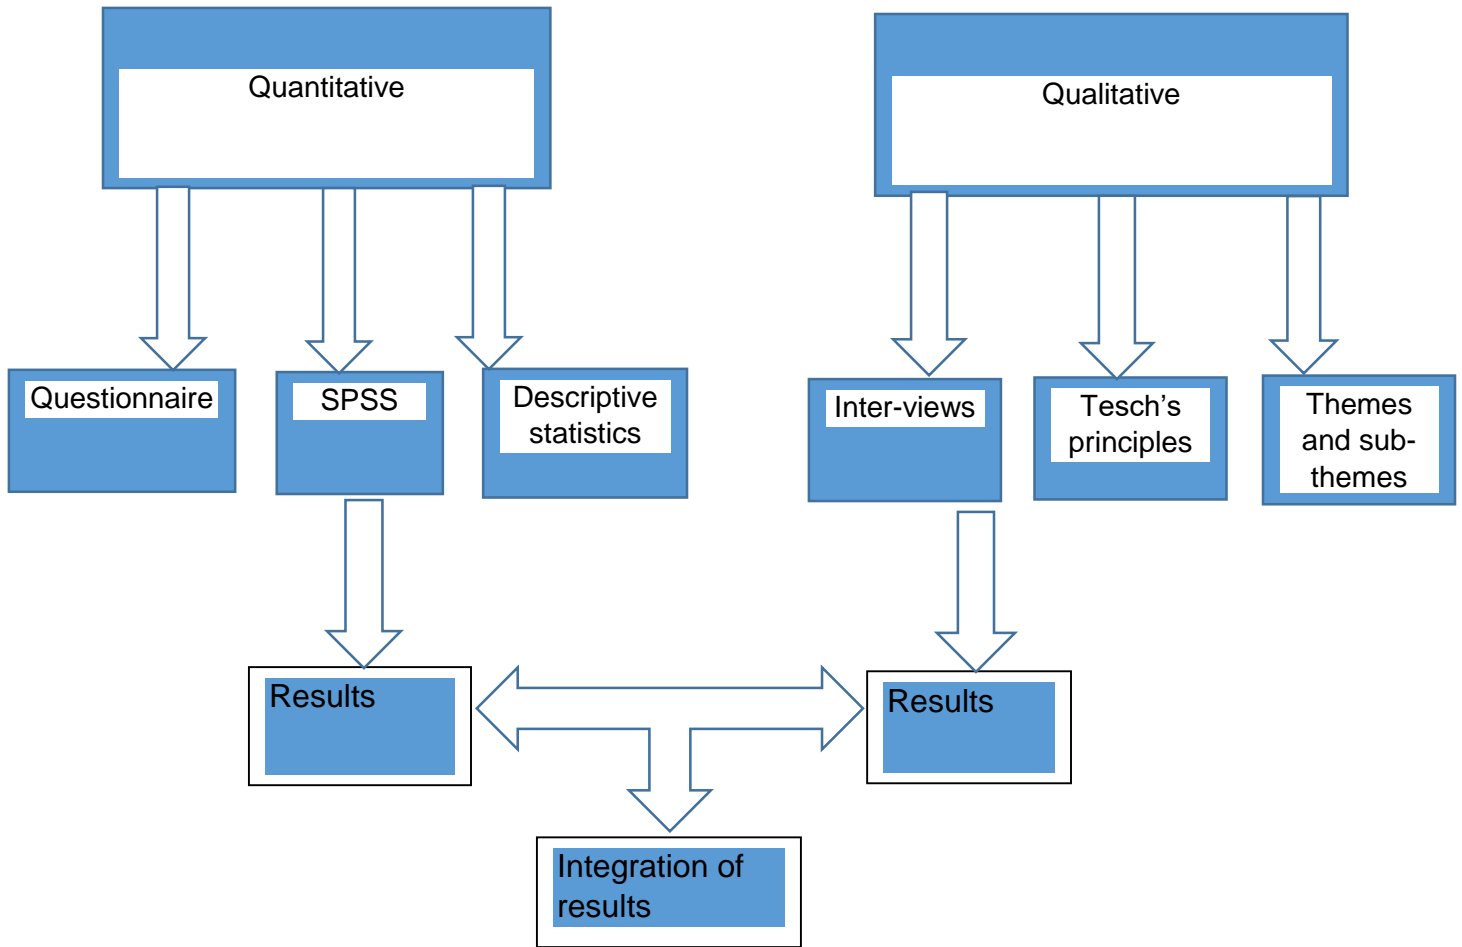 Quantitative
Qualitative
Questionnaire
SPSS
Descriptive
statistics
Inter-views
Tesch's
principles
Themes
and sub-
themes
Results
Results
Integration of
results